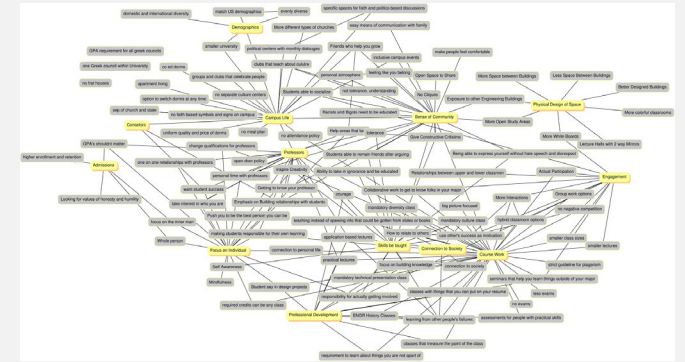 specific spaces for faith and politics based discussions
match US demographics
evenly diverse
domestic and international diversity
Demographics
More different types of churches
easy means of communication with family
smaller university
political centers with monthly dialoges
Friends who help you grow
make people feel comfortable
GPA requirement for all greek councils
inclusive campus events
clubs that teach about culutre
one Greek council within University
no set dorms
groups and clubs that celebrate people
personal atmosphere
feeling like you belong
Open Space to Share
More Space between Buildings
Less Space Between Buildings
no frat houses
apartment living
no separate culture centers
Students able to socialize
not tolerance, understanding
No Cliques
Better Designed Buildings
option to switch dorms at any time
Exposure to other Engineering Building
Physical Design of Space
sep of church and state
no faith based symbols and signs on campus
Campus Life
Racists and Bigots need to be educated
Sense of Community
More colorful classrooms
Counselors
More Open Study Areas
uniform quality and price of dorms
no meal plan
no attendance policy
Help areas that be
tolerance
Give Constructive Criticisms
More White Boards
GPA's shouldnt matter
change qualifications for professors
Lecture Halls with 2 way Mirrors
higher enrollment and retention
Professors
Students able to remain friends after arguing
Being able to express yourself without hate speech and disrespect
Admissions
one on one relationships with professors
open door policy
Inspire Creativity
Ability to take in ignorance and be educated
Relationships between upper and lower classmen
Actual Participation
personal time with professors
Engagement
want student success
Getting to know your professor
Collaborative work to get to know folks in your major
Group work options
Looking for values of honesty and humility
take interest in who you are
Emphasis on Building relationships with students
encourage
More Interactions
mandatory diversity class
big picture focused
no negative competition
focus on the inner man
Push you to be the best person you can be
teaching instead of spewing info that could be gotten from slides or books
mandatory culture class
hybrid classroom options
making students responsible for their own learning
application based lectures
How to relate to others
use other's success as motivation
smaller class sizes
Whole person
Focus on Individual
connection to personal life
Skills be taught
Connection to Society
Course Work
smaller lectures
practical lectures
Self Awareness
focus on building knowledge
connection to society
strict guideline for plagiarism
Mindfulness
mandatory technical presentation class
seminars that help you learn things outside of your major
Student say in design projects
responsibility for actually getting involved
classes with things that you can put on your resume
less exams
required credits can be any class
no exams
Professional Development
ENGR History Classes
learning from other people's failures
assessments for people with practical skills
classes that measure the point of the class
requirement to learn about things you are not apart of